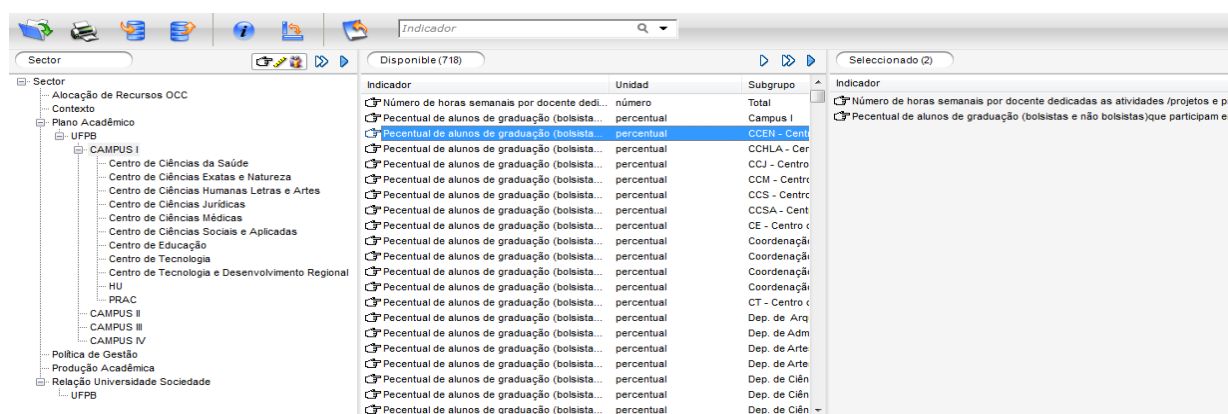 Indicador
Sector
Disponible (718)
Seleccionado (2)
Sector
Alocação de Recursos OCC
Contexto
Plano Acadêmico
UFPB
CAMPUS I
Centro de Ciências da Saúde
Centro de Ciências Exatas e Natureza
Centro de Ciências Humanas Letras e Artes
Centro de Ciências Jurídicas
Centro de Ciências Médicas
Centro de Ciências Sociais e Aplicadas
Centro de Educação
Centro de Tecnologia
Centro de Tecnologia e Desenvolvimento Regional
HU
PRAC
CAMPUS II
CAMPUS III
CAMPUS IV
Política de Gestão
Produção Acadêmica
Relação Universidade Sociedade
UFPB
Indicador Unidad Subgrupo
Número de horas semanais por docente dedi... número Total
Pecentual de alunos de graduação (bolsista... percentual Campus I
Pecentual de alunos de graduação (bolsista... percentual CCEN - Cent
Pecentual de alunos de graduação (bolsista... percentual CCHLA - Cer
Pecentual de alunos de graduação (bolsista... percentual CCJ - Centro
Pecentual de alunos de graduação (bolsista... percentual CCM - Centro
Pecentual de alunos de graduação (bolsista... percentual CCS - Centro
Pecentual de alunos de graduação (bolsista... percentual CCSA - Cent
Pecentual de alunos de graduação (bolsista... percentual CE - Centro d
Pecentual de alunos de graduação (bolsista... percentual Coordenaçã
Pecentual de alunos de graduação (bolsista... percentual Coordenaçã
Pecentual de alunos de graduação (bolsista... percentual Coordenaçã
Pecentual de alunos de graduação (bolsista... percentual Coordenaçã
Pecentual de alunos de graduação (bolsista... percentual CT - Centro d
Pecentual de alunos de graduação (bolsista... percentual Dep. de Arq
Pecentual de alunos de graduação (bolsista... percentual Dep. de Adm
Pecentual de alunos de graduação (bolsista... percentual Dep. de Arte
Pecentual de alunos de graduação (bolsista... percentual Dep. de Arte
Pecentual de alunos de graduação (bolsista... percentual Dep. de Ciên
Pecentual de alunos de graduação (bolsista... percentual Dep. de Ciên
Pecentual de alunos de graduação (bolsista... percentual Dep. de Ciên
Indicador
Número de horas semanais por docente dedicadas as atividades /projetos e p
Pecentual de alunos de graduação (bolsistas e não bolsistas)que participam e